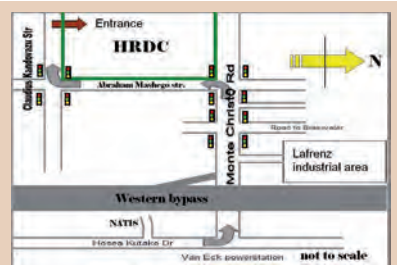 Entrance
HRDC
N
Claudius Kandovazu Str
Abraham Mashego str.
Monte Christo Rd
Road to Brakwater
Lafrenz
industrial area
Western bypass
NATIS
Hosea Kutako Dr
Van Eck powerstation
not to scale